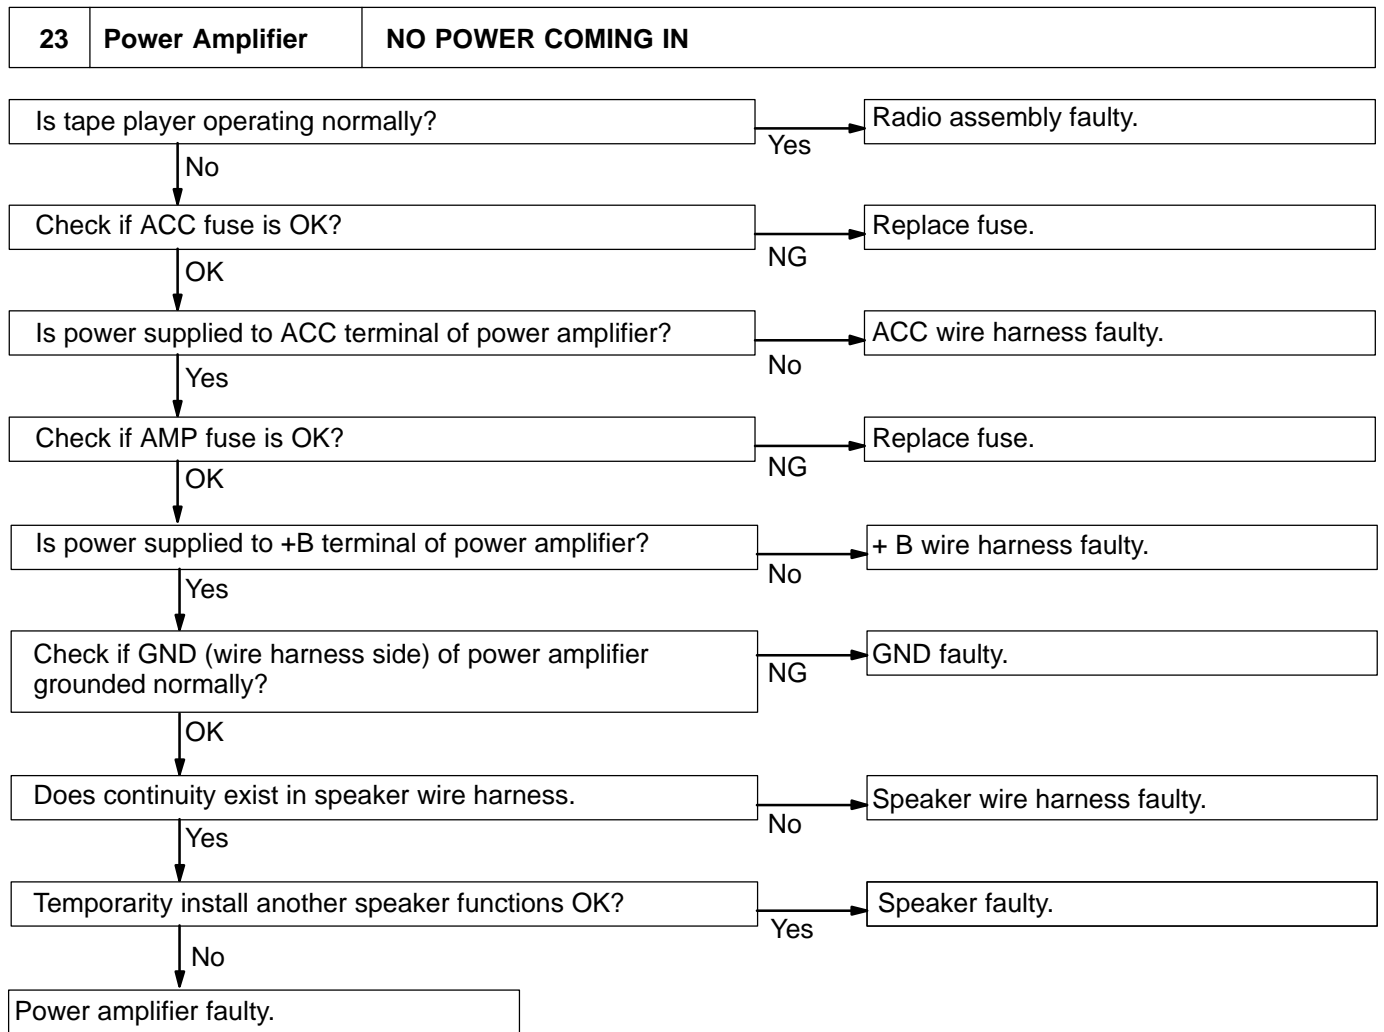 23 Power Amplifier NO POWER COMING IN
Is tape player operating normally?
Yes
Radio assembly faulty.
No
Check if ACC fuse is OK?
NG
Replace fuse.
OK
Is power supplied to ACC terminal of power amplifier?
No
ACC wire harness faulty.
Yes
Check if AMP fuse is OK?
NG
Replace fuse.
OK
Is power supplied to +B terminal of power amplifier?
No
+ B wire harness faulty.
Yes
Check if GND (wire harness side) of power amplifier
grounded normally?
NG
GND faulty.
OK
Does continuity exist in speaker wire harness.
No
Speaker wire harness faulty.
Yes
Temporarity install another speaker functions OK?
Yes
Speaker faulty.
No
Power amplifier faulty.